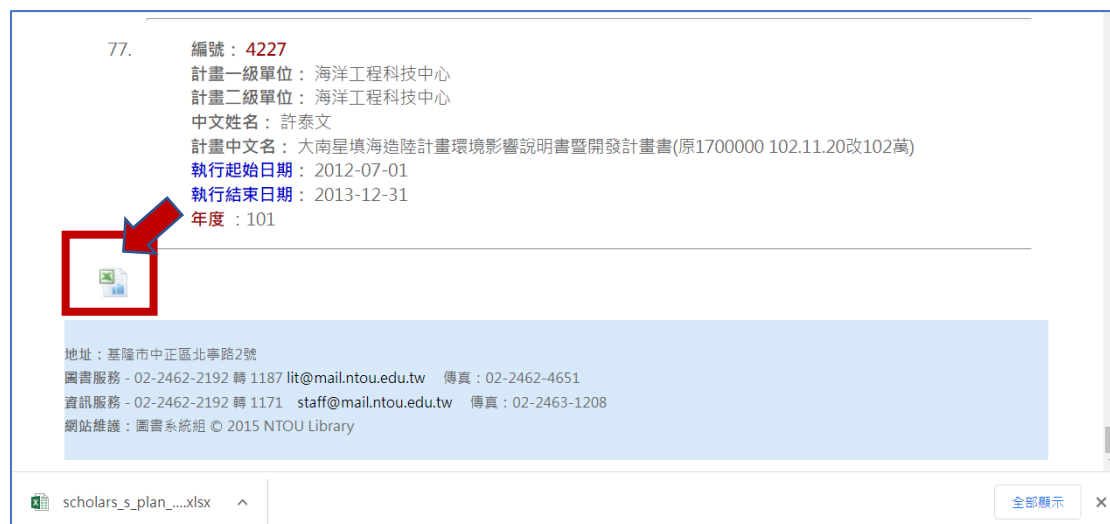 77.
編號： 4227
計畫一級單位： 海洋工程科技中心
計畫二級單位： 海洋工程科技中心
中文姓名： 許泰文
計畫中文名： 大南星填海造陸計畫環境影響說明書暨開發計畫書(原1700000 102.11.20改102萬)
執行起始日期： 2012-07-01
執行結束日期： 2013-12-31
年度 ：101
地址：基隆市中正區北寧路2號
圖書服務 - 02-2462-2192 轉 1187 lit@mail.ntou.edu.tw 傳真：02-2462-4651
資訊服務 - 02-2462-2192 轉 1171 staff@mail.ntou.edu.tw 傳真：02-2463-1208
網站維護：圖書系統組 © 2015 NTOU Library
scholars_s_plan_....xlsx
全部顯示